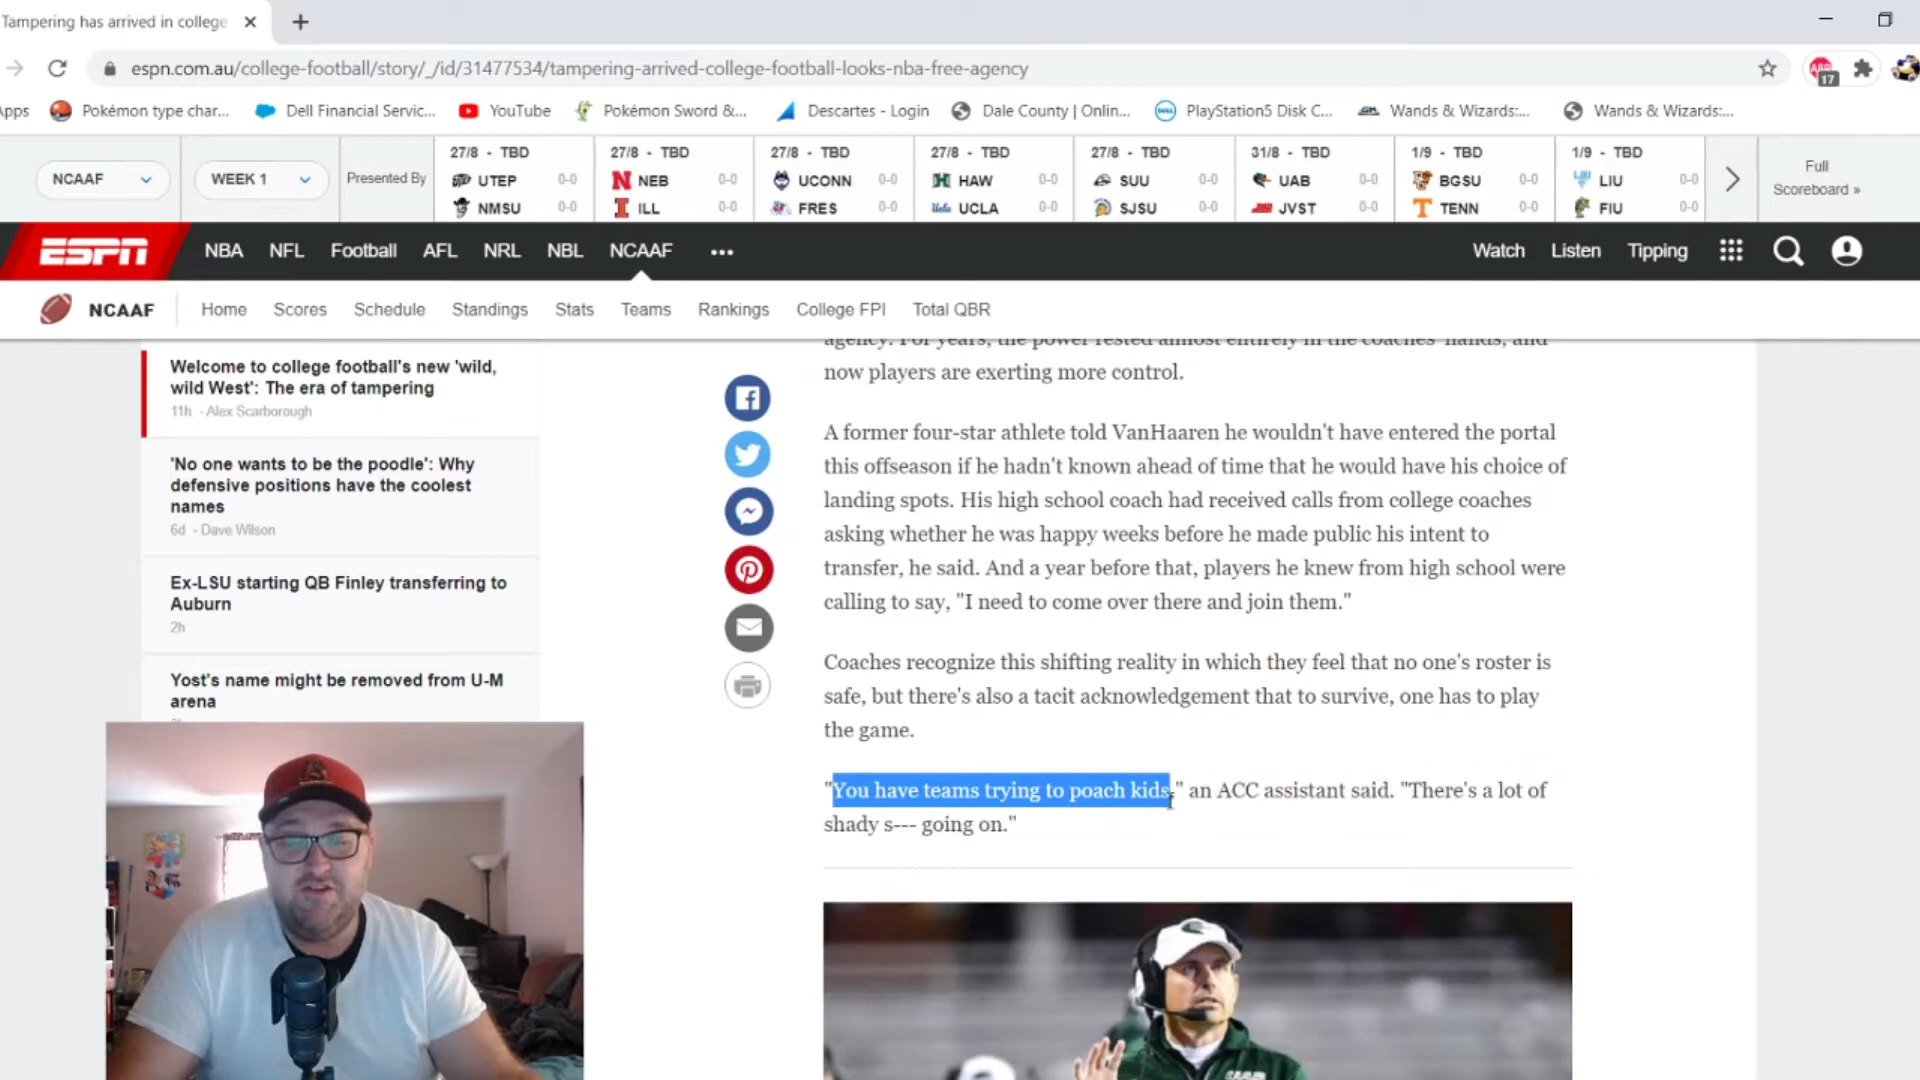 Tampering has arrived in college
espn.com.au/college-football/story/_/id/31477534/tampering-arrived-college-football-looks-nba-free-agency
17
Apps
Pokémon type char...
Dell Financial Servic...
YouTube
Pokémon Sword &...
Descartes - Login
Dale County | Onlin...
PlayStation5 Disk C...
Wands & Wizards:...
Wands & Wizards:...
NCAAF
WEEK 1
Presented By
27/8 - TBD
UTEP 0-0
NMSU 0-0
27/8 - TBD
NEB 0-0
ILL 0-0
27/8 - TBD
UCONN 0-0
FRES 0-0
27/8 - TBD
HAW 0-0
UCLA 0-0
27/8 - TBD
SUU 0-0
SJSU 0-0
31/8 - TBD
UAB 0-0
JVST 0-0
1/9 - TBD
BGSU 0-0
TENN 0-0
1/9 - TBD
LIU 0-0
FIU 0-0
Full
Scoreboard »
ESPN
NBA NFL Football AFL NRL NBL NCAAF ...
Watch Listen Tipping
NCAAF
Home Scores Schedule Standings Stats Teams Rankings College FPI Total QBR
Welcome to college football's new 'wild,
wild West': The era of tampering
11h - Alex Scarborough
'No one wants to be the poodle': Why
defensive positions have the coolest
names
6d - Dave Wilson
Ex-LSU starting QB Finley transferring to
Auburn
2h
Yost's name might be removed from U-M
arena
agency. For years, the power rested almost entirely in the coaches' hands, and
now players are exerting more control.
A former four-star athlete told VanHaaren he wouldn't have entered the portal
this offseason if he hadn't known ahead of time that he would have his choice of
landing spots. His high school coach had received calls from college coaches
asking whether he was happy weeks before he made public his intent to
transfer, he said. And a year before that, players he knew from high school were
calling to say, "I need to come over there and join them."
Coaches recognize this shifting reality in which they feel that no one's roster is
safe, but there's also a tacit acknowledgement that to survive, one has to play
the game.
"You have teams trying to poach kids," an ACC assistant said. "There's a lot of
shady s--- going on."